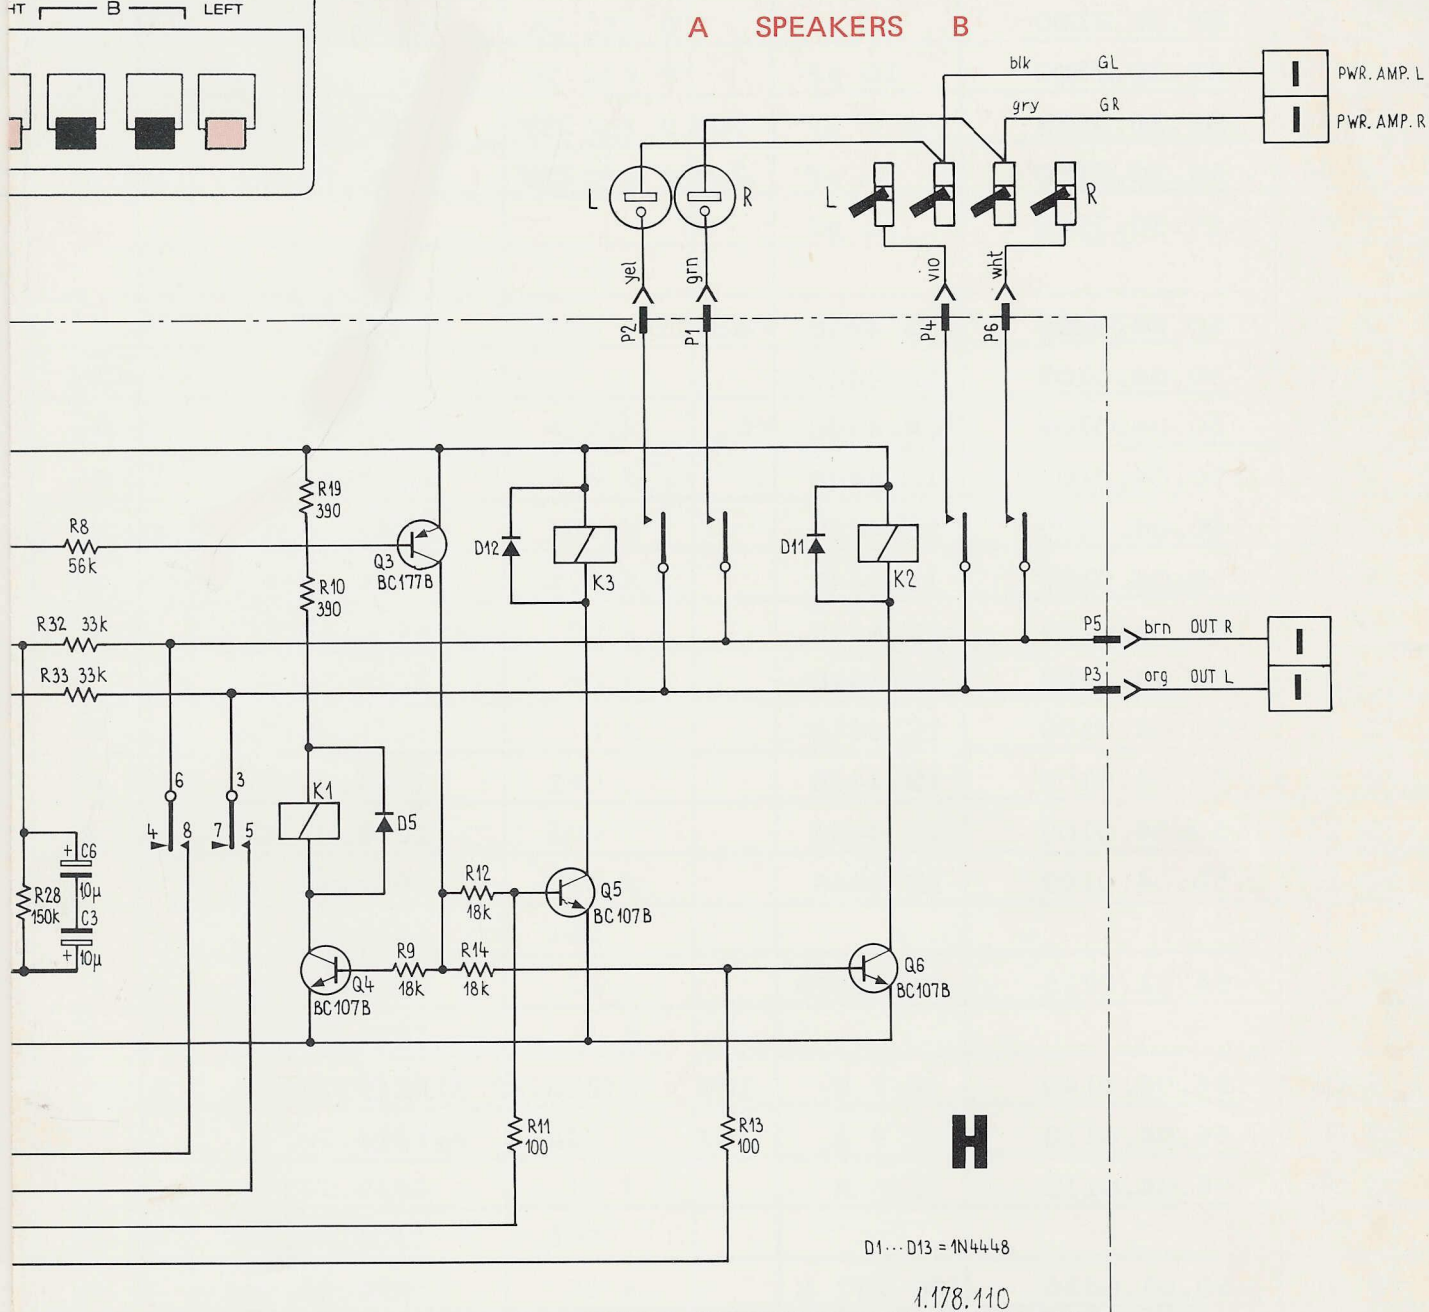 B LEFT
A SPEAKERS B
blk GL PWR. AMP. L
gry GR PWR. AMP. R
L R L R
yel grn vio wht
P2 P1 P4 P6
R19
390
R8
56k
Q3
BC177B
D12
K3
D11
K2
R10
390
R32 33k
P5 brn OUT R
R33 33k
P3 org OUT L
6 3
K1
4 8 7 5
D5
+ C6
10µ
R28
150k
C3
+ 10µ
R12
18k
Q5
BC107B
R9
18k
R14
18k
Q4
BC107B
Q6
BC107B
R11
100
R13
100
H
D1...D13 = 1N4448
1.178.110